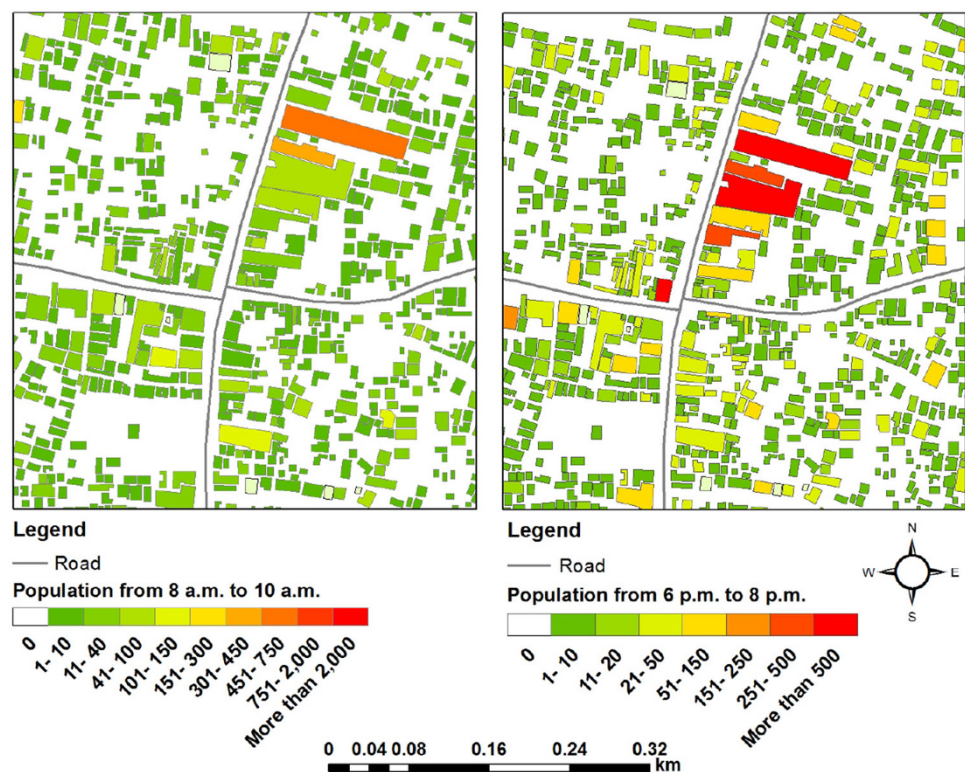 Legend
Road
Population from 8 a.m. to 10 a.m.
0
1- 10
11- 40
41- 100
101- 150
151- 300
301- 450
451- 750
751- 2,000
More than 2,000
Legend
Road
Population from 6 p.m. to 8 p.m.
0
1- 10
11- 20
21- 50
51- 150
151- 250
251- 500
More than 500
N
W E
S
0 0.04 0.08 0.16 0.24 0.32
km